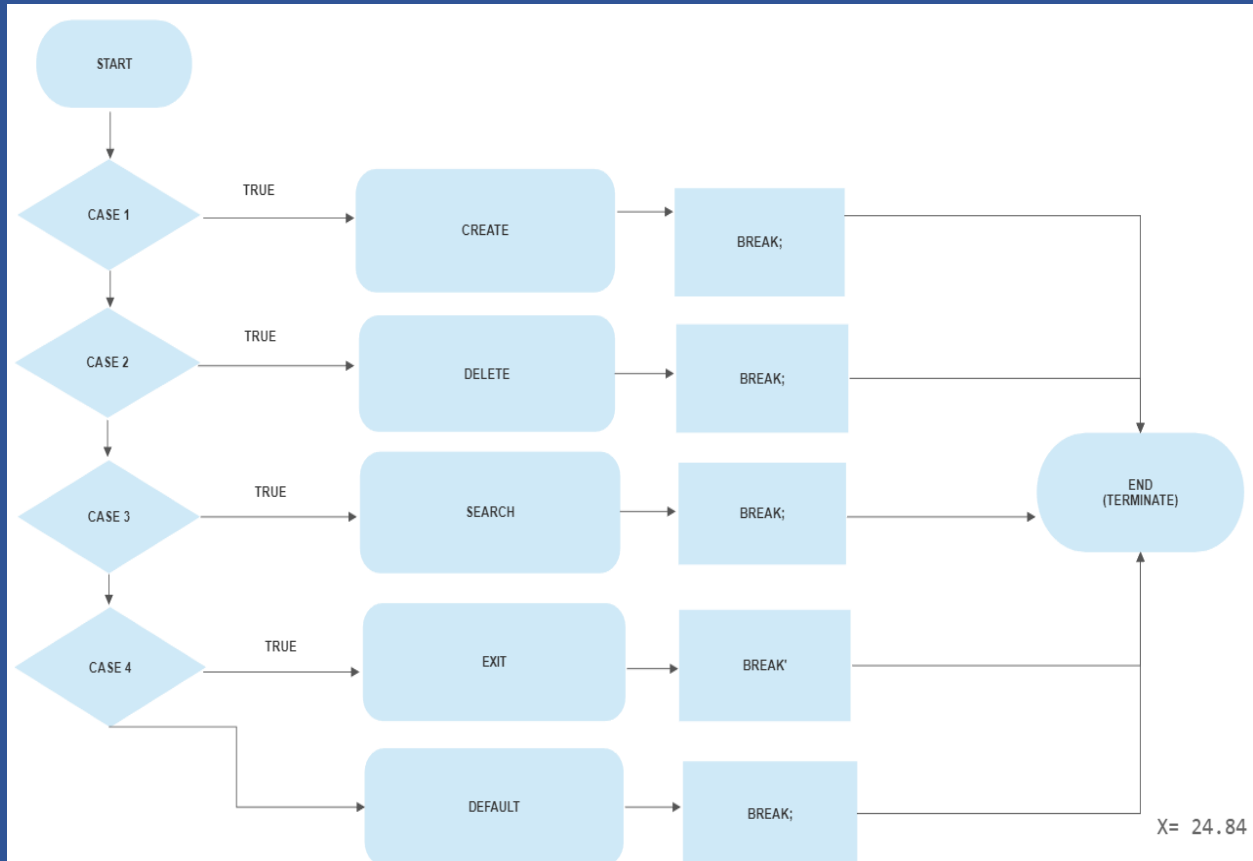 START
CASE 1
TRUE
CREATE
BREAK;
CASE 2
TRUE
DELETE
BREAK;
CASE 3
TRUE
SEARCH
BREAK;
END
(TERMINATE)
CASE 4
TRUE
EXIT
BREAK'
DEFAULT
BREAK;
X= 24.84